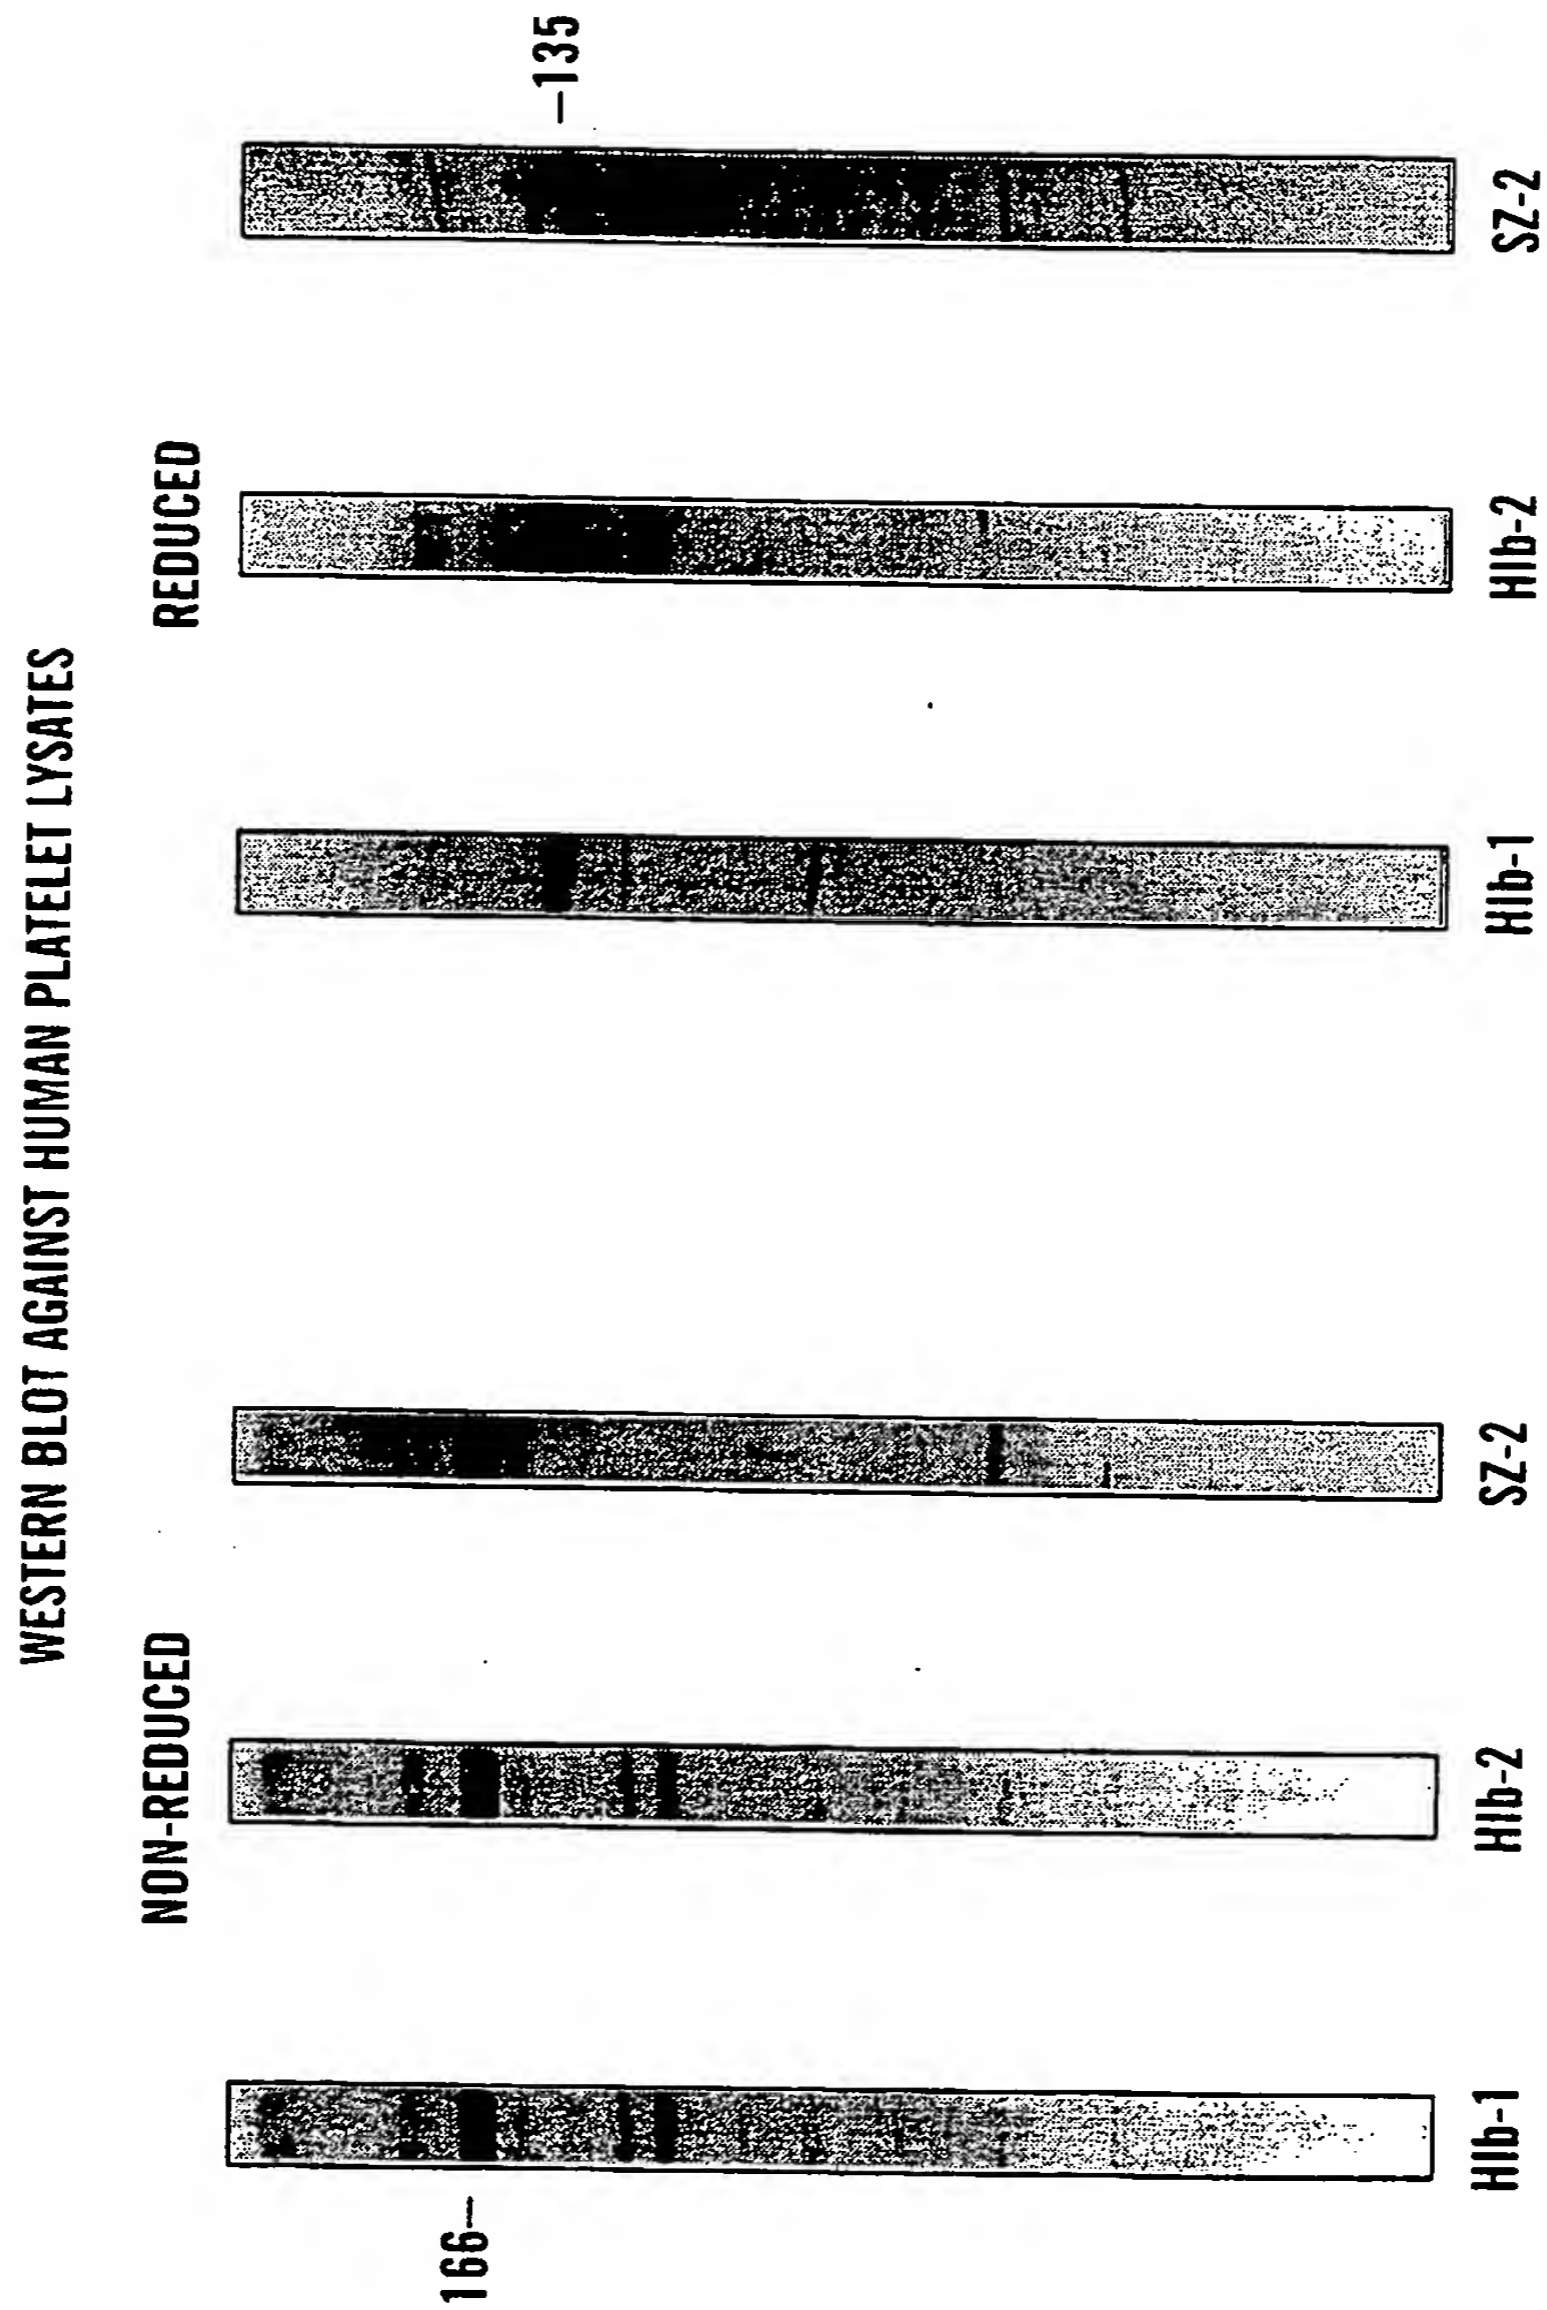 WESTERN BLOT AGAINST HUMAN PLATELET LYSATES
NON-REDUCED
REDUCED
166-
-135
HIb-1
HIb-2
SZ-2
HIb-1
HIb-2
SZ-2